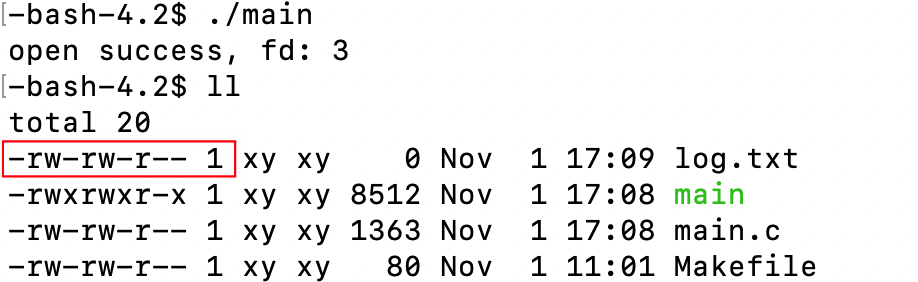 [-bash-4.2$ ./main
open success, fd: 3
[-bash-4.2$ ll
total 20
-rw-rw-r-- 1 xy xy    0 Nov  1 17:09 log.txt
-rwxrwxr-x 1 xy xy 8512 Nov  1 17:08 main
-rw-rw-r-- 1 xy xy 1363 Nov  1 17:08 main.c
-rw-rw-r-- 1 xy xy   80 Nov  1 11:01 Makefile